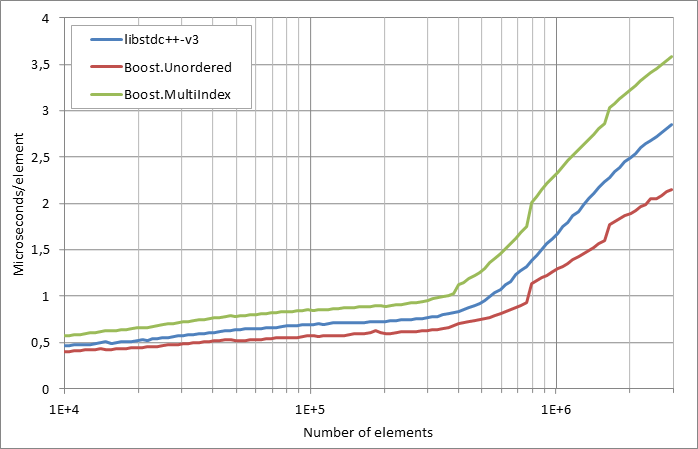 4
3,5
3
2,5
2
1,5
1
0,5
0
Microseconds/element
libstdc++-v3
Boost.Unordered
Boost.MultiIndex
1E+4
1E+5
1E+6
Number of elements